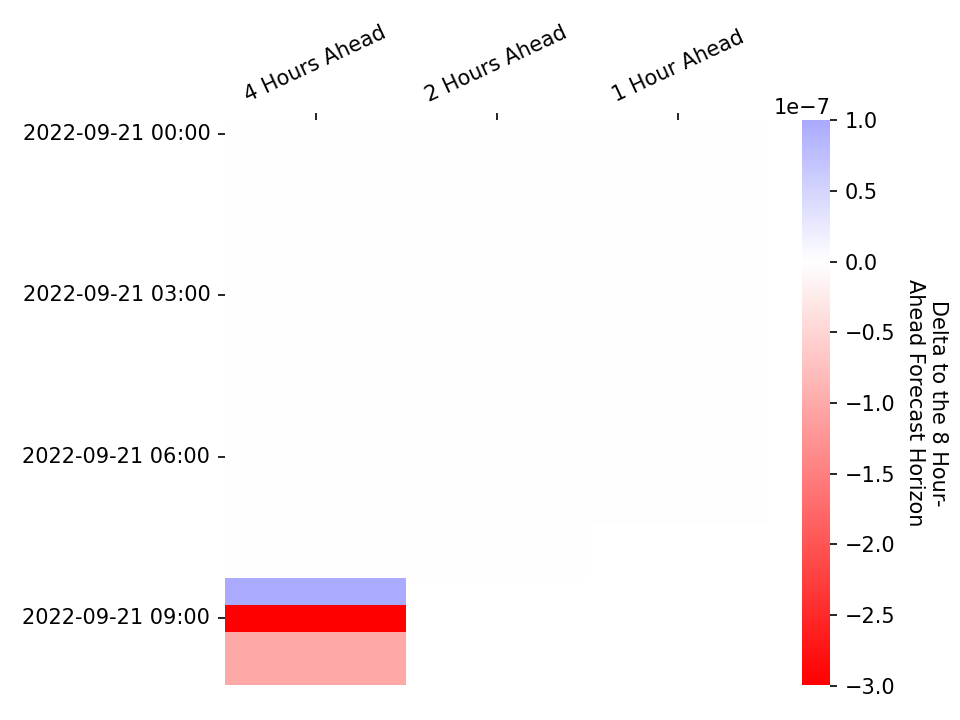 4 Hours Ahead
2 Hours Ahead
1 Hour Ahead
1e−7
2022-09-21 00:00
2022-09-21 03:00
2022-09-21 06:00
2022-09-21 09:00
1.0
0.5
0.0
−0.5
−1.0
−1.5
−2.0
−2.5
−3.0
Delta to the 8 Hour-
Ahead Forecast Horizon